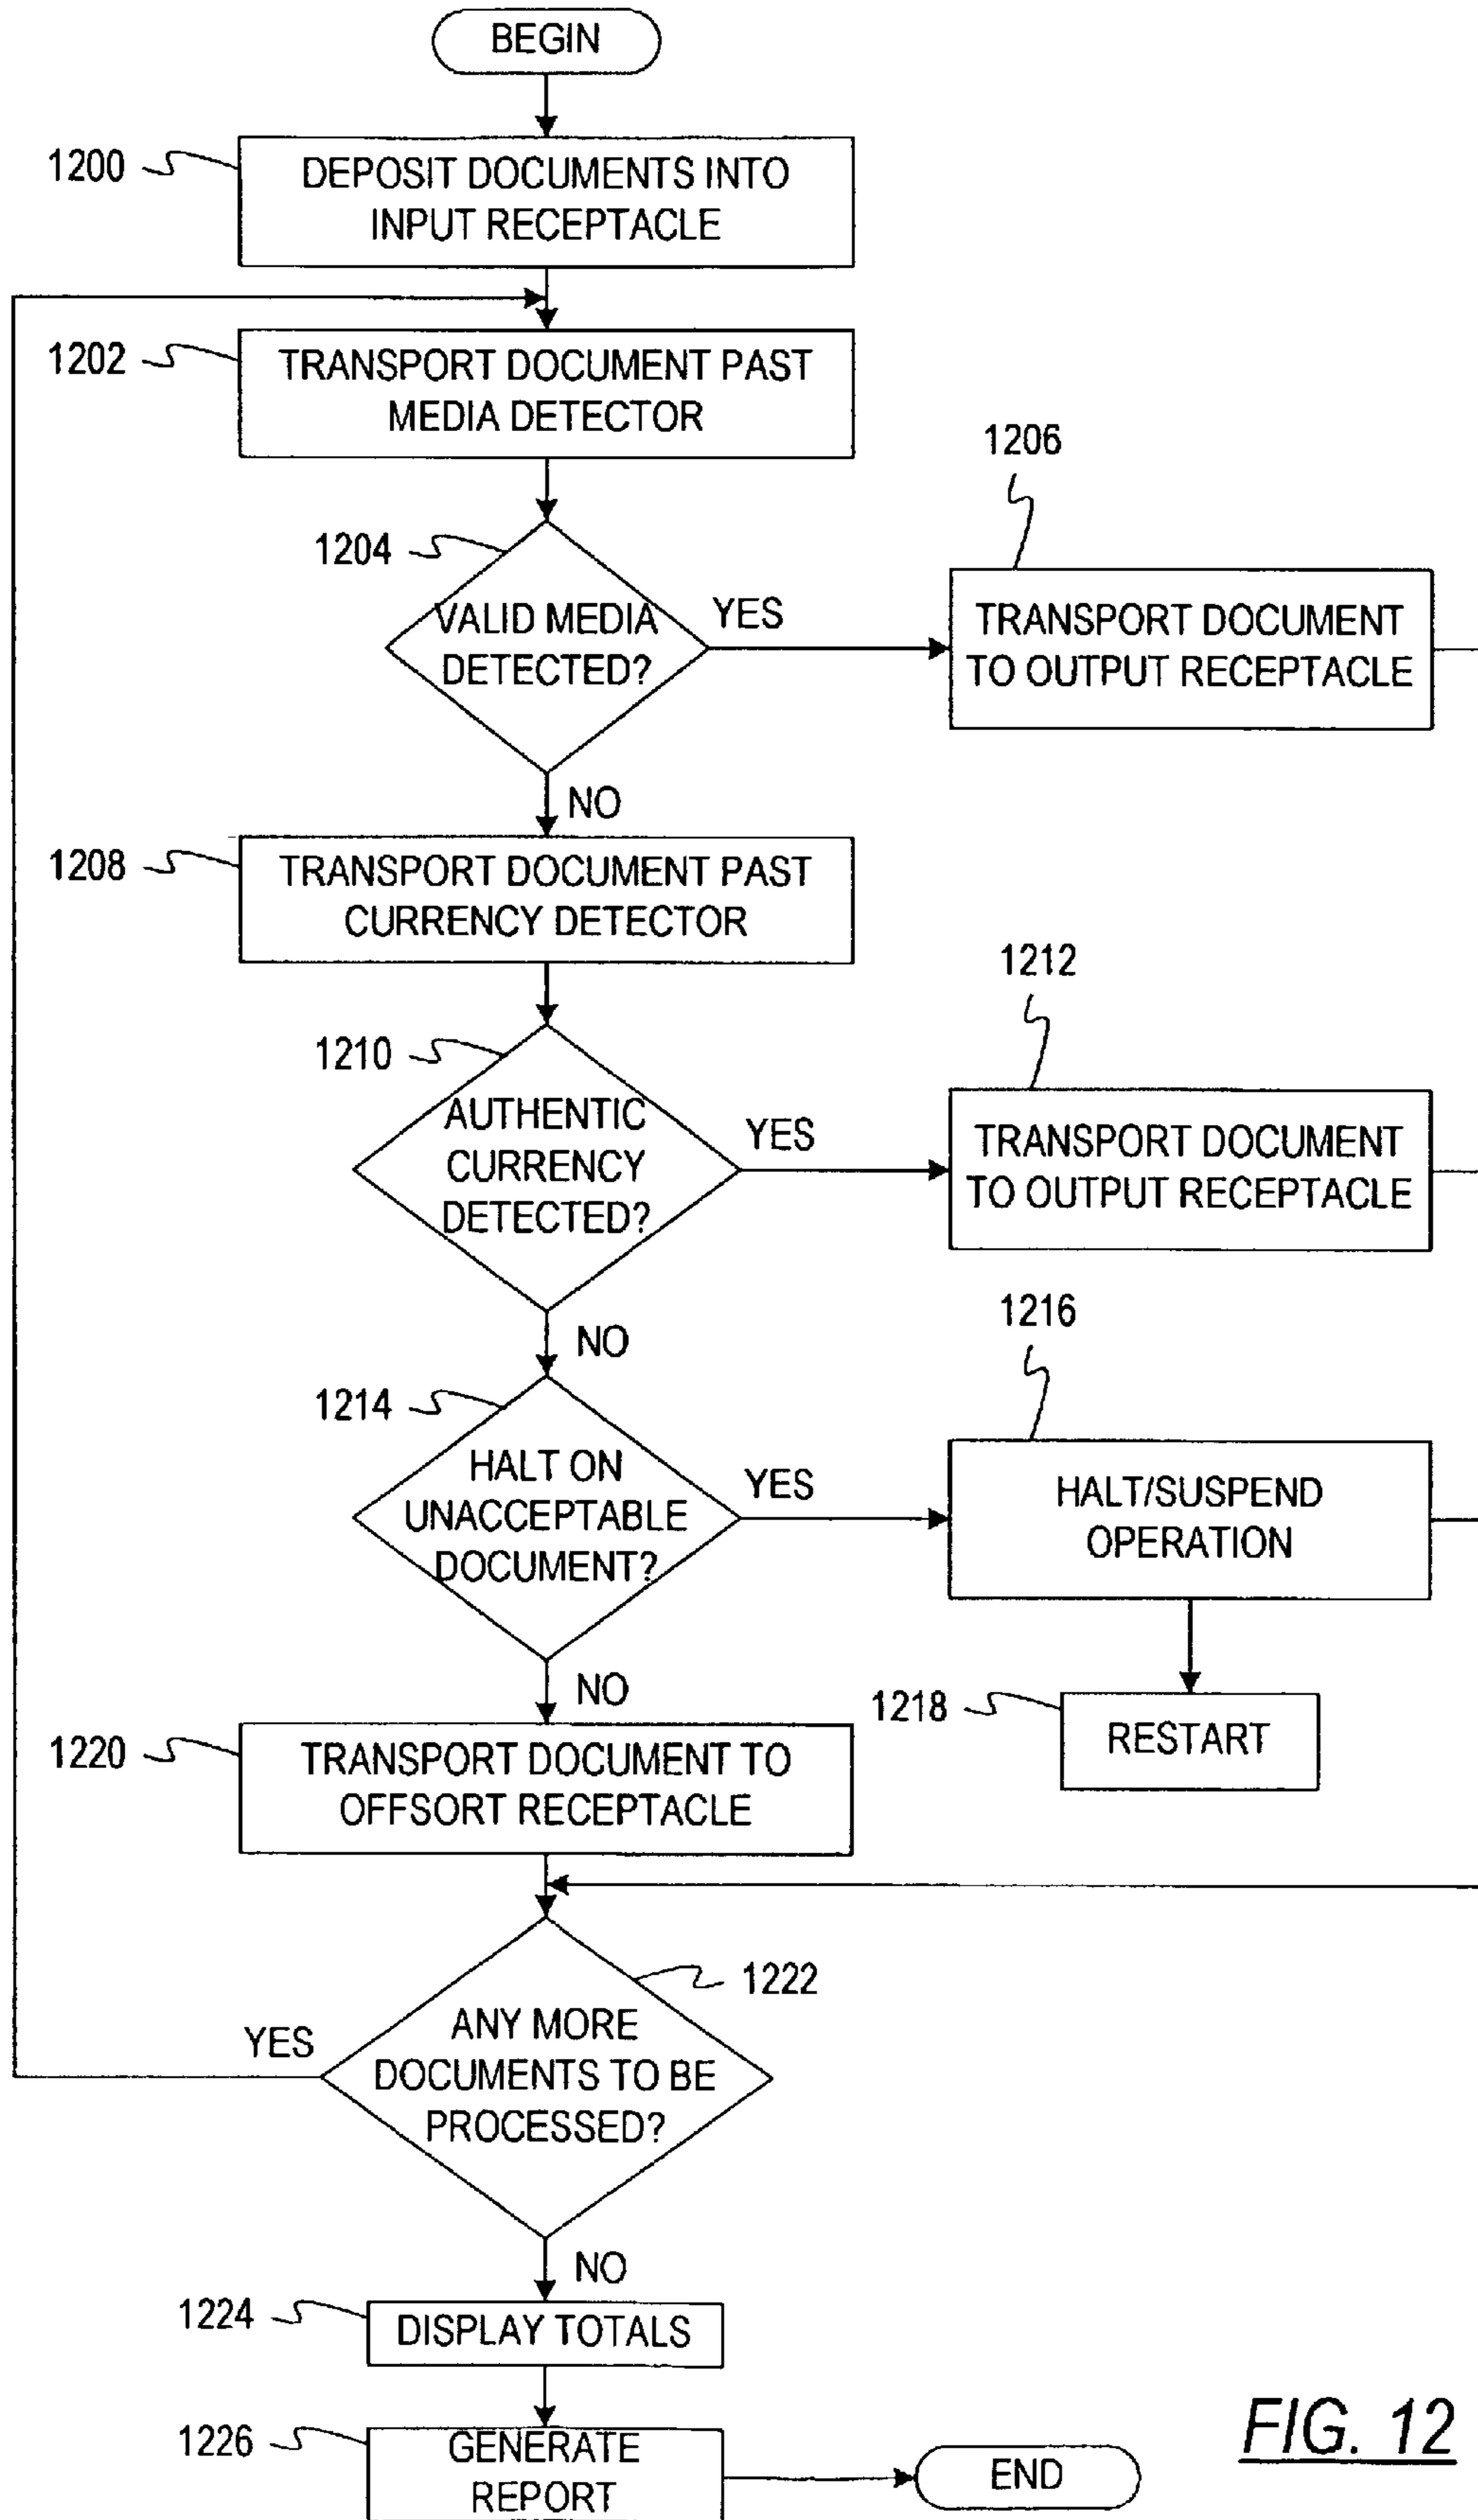 BEGIN
1200
DEPOSIT DOCUMENTS INTO
INPUT RECEPTACLE
1202
TRANSPORT DOCUMENT PAST
MEDIA DETECTOR
1204
VALID MEDIA
DETECTED?
YES
1206
TRANSPORT DOCUMENT
TO OUTPUT RECEPTACLE
NO
1208
TRANSPORT DOCUMENT PAST
CURRENCY DETECTOR
1210
AUTHENTIC
CURRENCY
DETECTED?
YES
1212
TRANSPORT DOCUMENT
TO OUTPUT RECEPTACLE
NO
1214
HALT ON
UNACCEPTABLE
DOCUMENT?
YES
1216
HALT/SUSPEND
OPERATION
1218
RESTART
NO
1220
TRANSPORT DOCUMENT TO
OFFSORT RECEPTACLE
1222
ANY MORE
DOCUMENTS TO BE
PROCESSED?
YES
NO
1224
DISPLAY TOTALS
1226
GENERATE
REPORT
END
FIG. 12